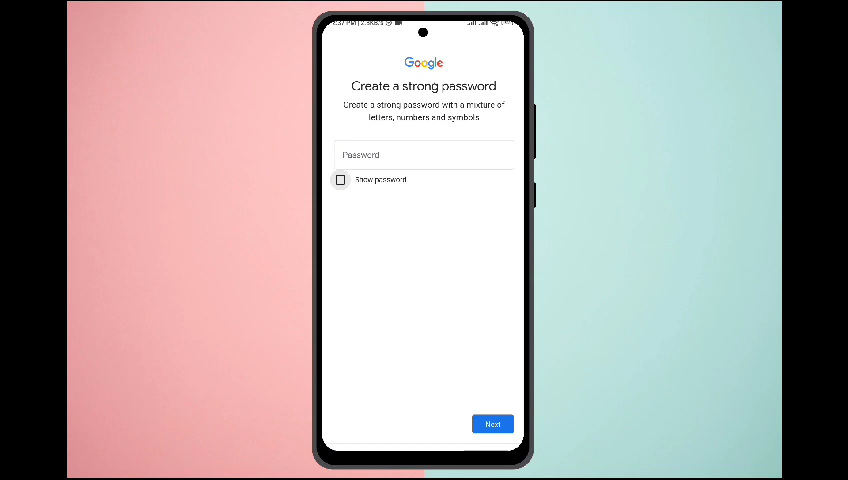 Google
Create a strong password
Create a strong password with a mixture of
letters, numbers and symbols
Password
Show password
Next